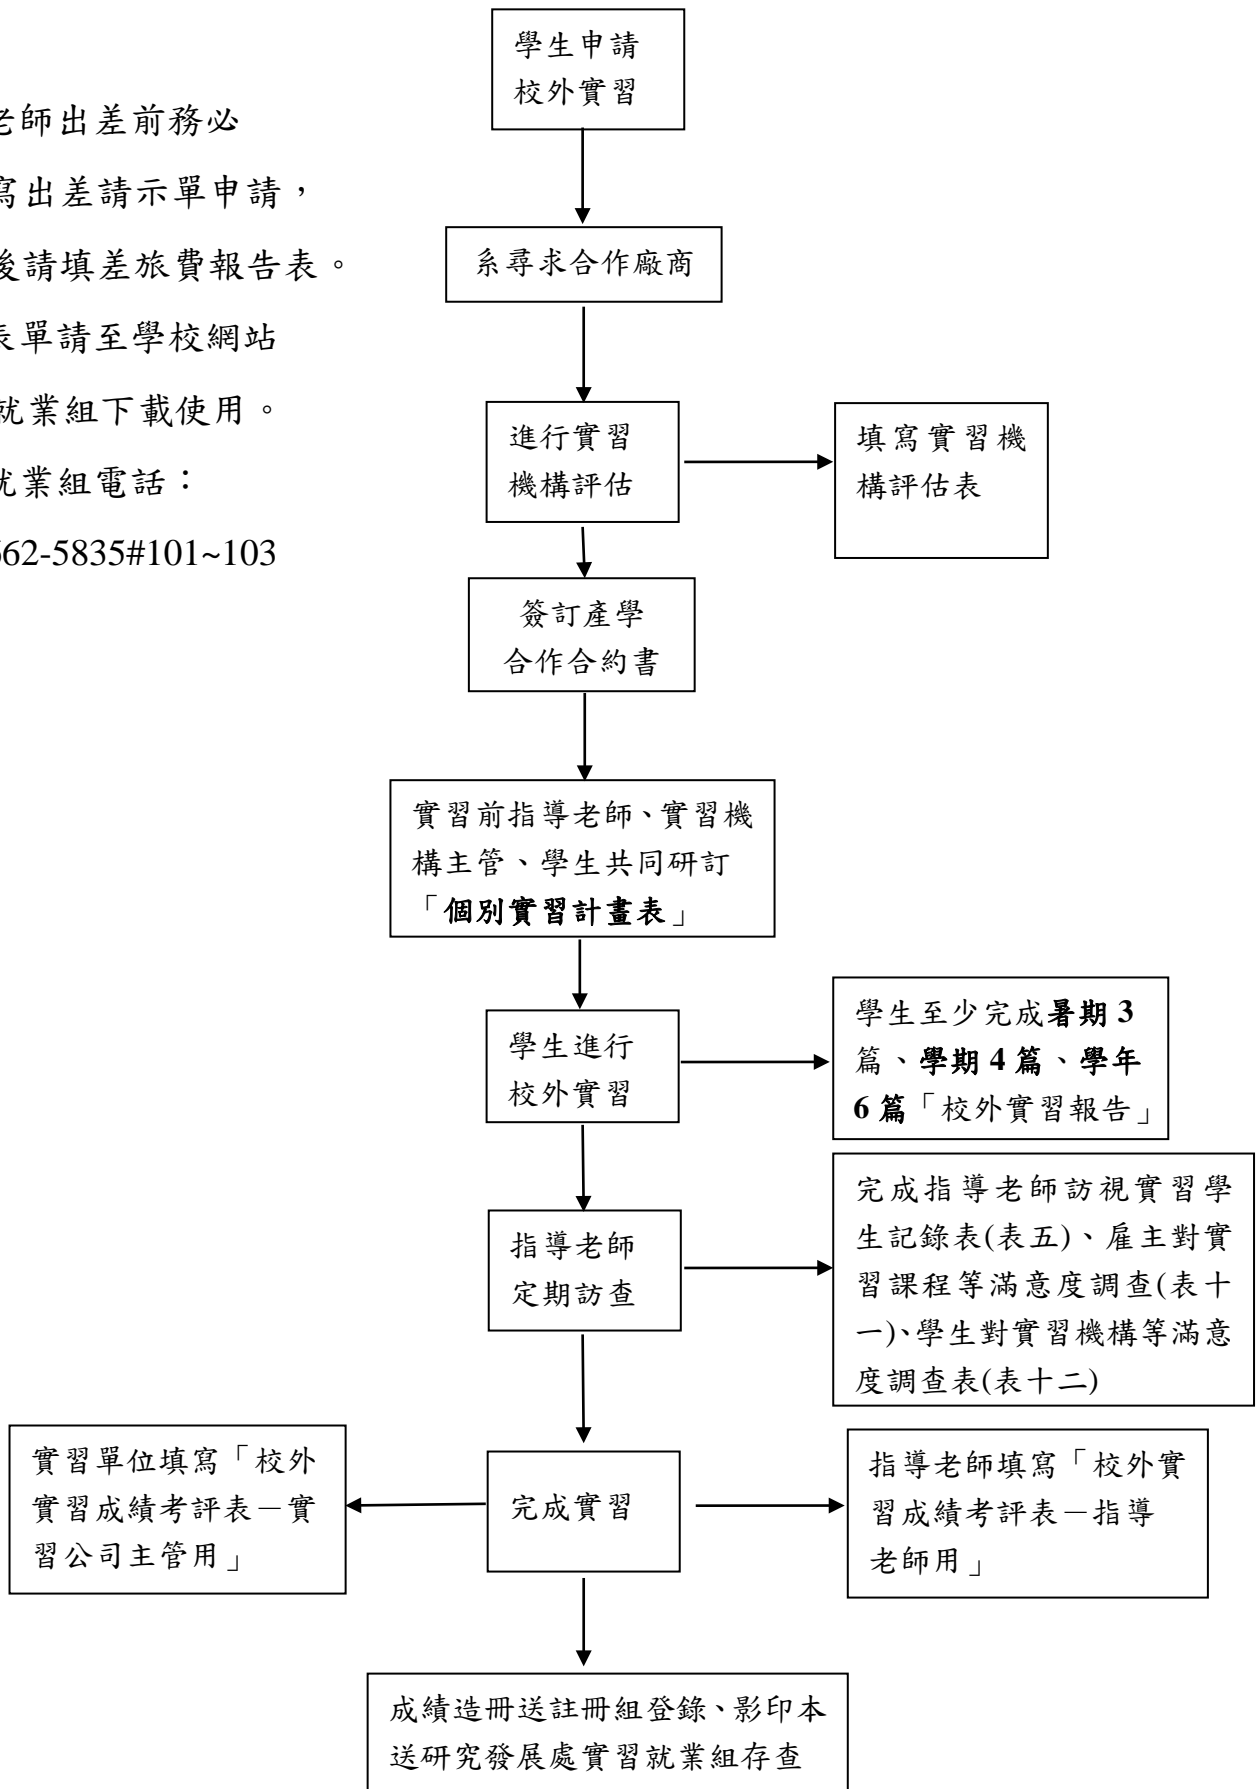 學生申請
校外實習
老師出差前務必
寫出差請示單申請，
後請填差旅費報告表。
表單請至學校網站
就業組下載使用。
就業組電話：
62-5835#101~103
系尋求合作廠商
進行實習
機構評估
填寫實習機
構評估表
簽訂產學
合作合約書
實習前指導老師、實習機
構主管、學生共同研訂
「個別實習計畫表」
學生進行
校外實習
學生至少完成暑期 3
篇、學期 4 篇、學年
6 篇「校外實習報告」
指導老師
定期訪查
完成指導老師訪視實習學
生記錄表(表五)、雇主對實
習課程等滿意度調查(表十
一)、學生對實習機構等滿意
度調查表(表十二)
實習單位填寫「校外
實習成績考評表－實
習公司主管用」
完成實習
指導老師填寫「校外實
習成績考評表－指導
老師用」
成績造冊送註冊組登錄、影印本
送研究發展處實習就業組存查